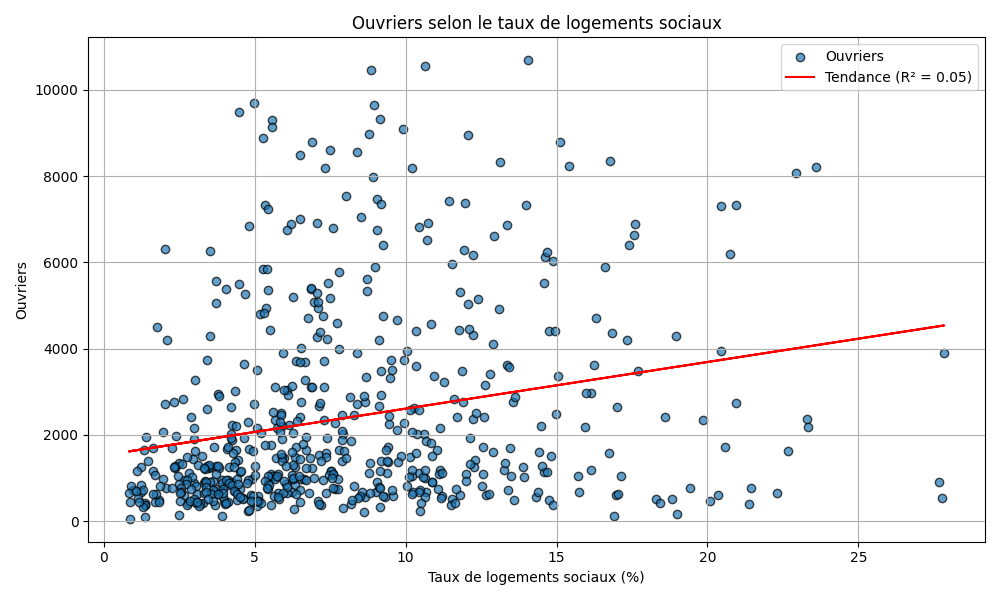 Ouvriers selon le taux de logements sociaux
Ouvriers
Tendance (R² = 0.05)
10000
8000
6000
4000
2000
0
Ouvriers
0 5 10 15 20 25
Taux de logements sociaux (%)